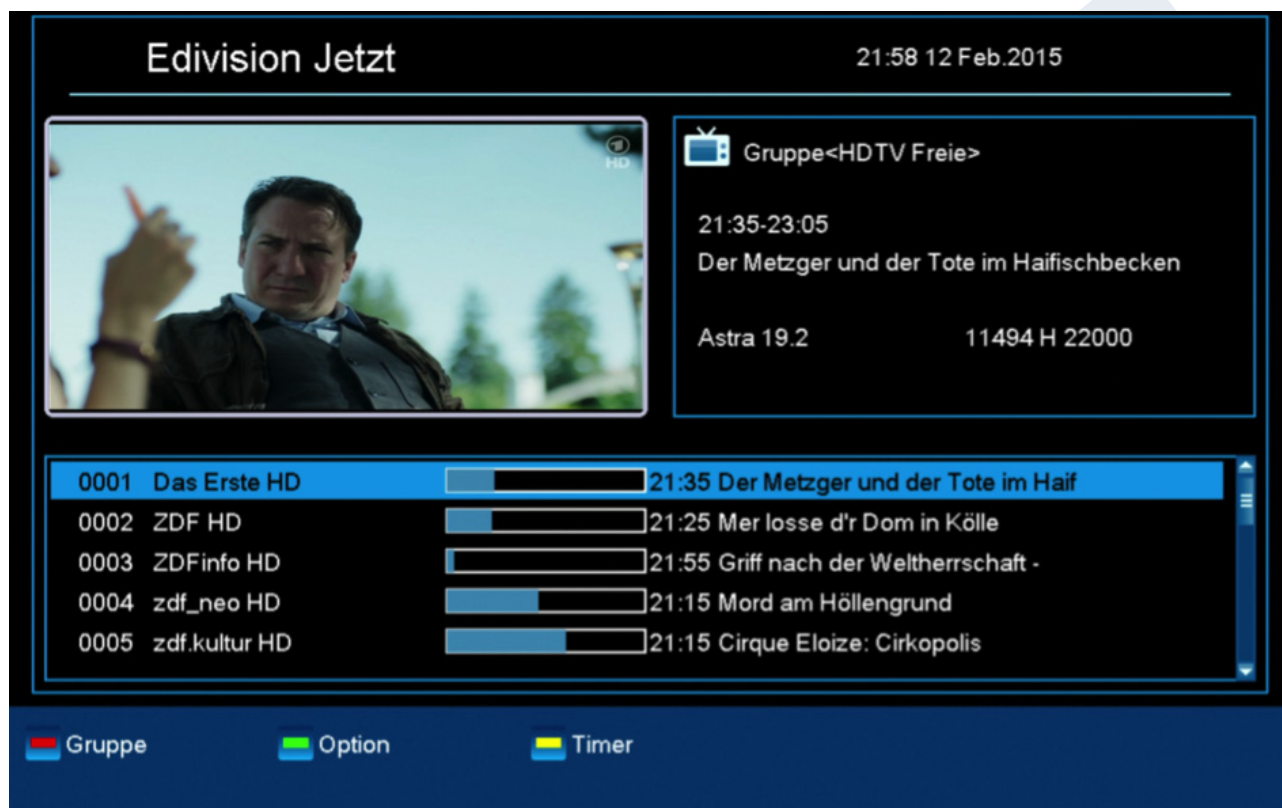 Edivision Jetzt
21:58 12 Feb.2015
HD
Gruppe<HDTV Freie>
21:35-23:05
Der Metzger und der Tote im Haifischbecken
Astra 19.2 11494 H 22000
0001 Das Erste HD 21:35 Der Metzger und der Tote im Haif
0002 ZDF HD 21:25 Mer losse d'r Dom in Kölle
0003 ZDFinfo HD 21:55 Griff nach der Weltherrschaft -
0004 zdf_neo HD 21:15 Mord am Höllengrund
0005 zdf.kultur HD 21:15 Cirque Eloize: Cirkopolis
Gruppe Option Timer